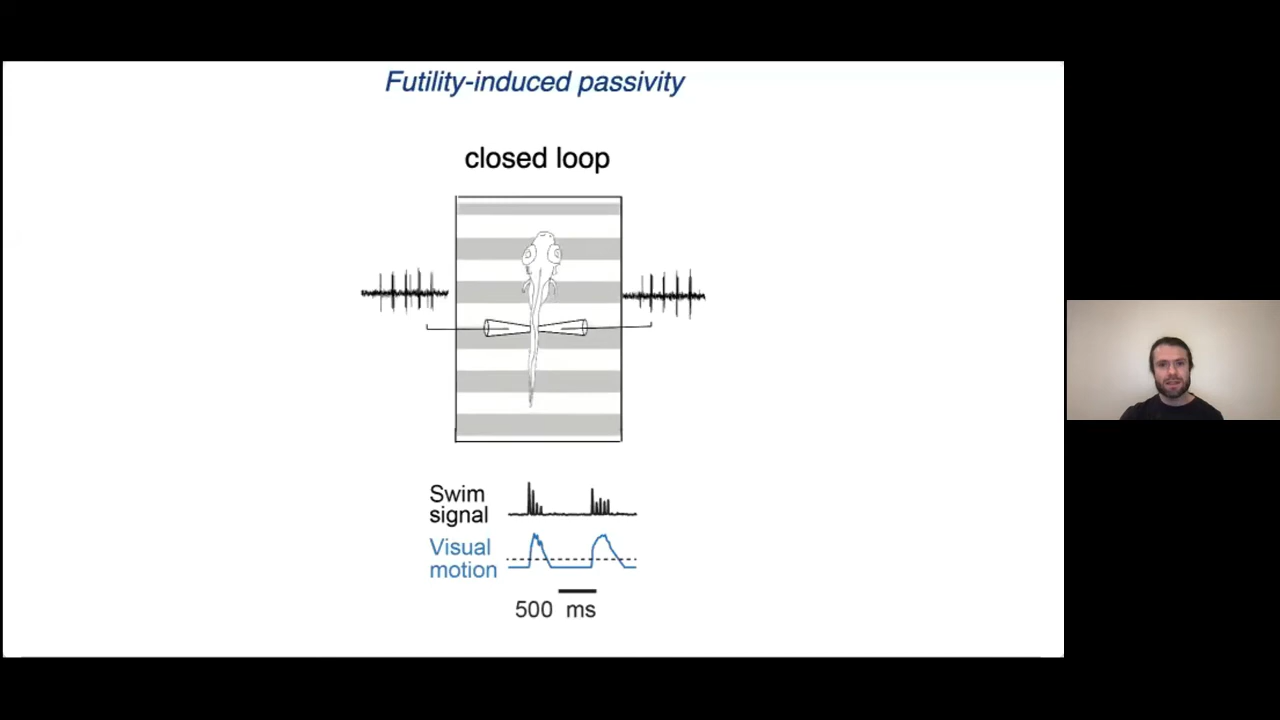 Futility-induced passivity
closed loop
Swim
signal
Visual
motion
500 ms